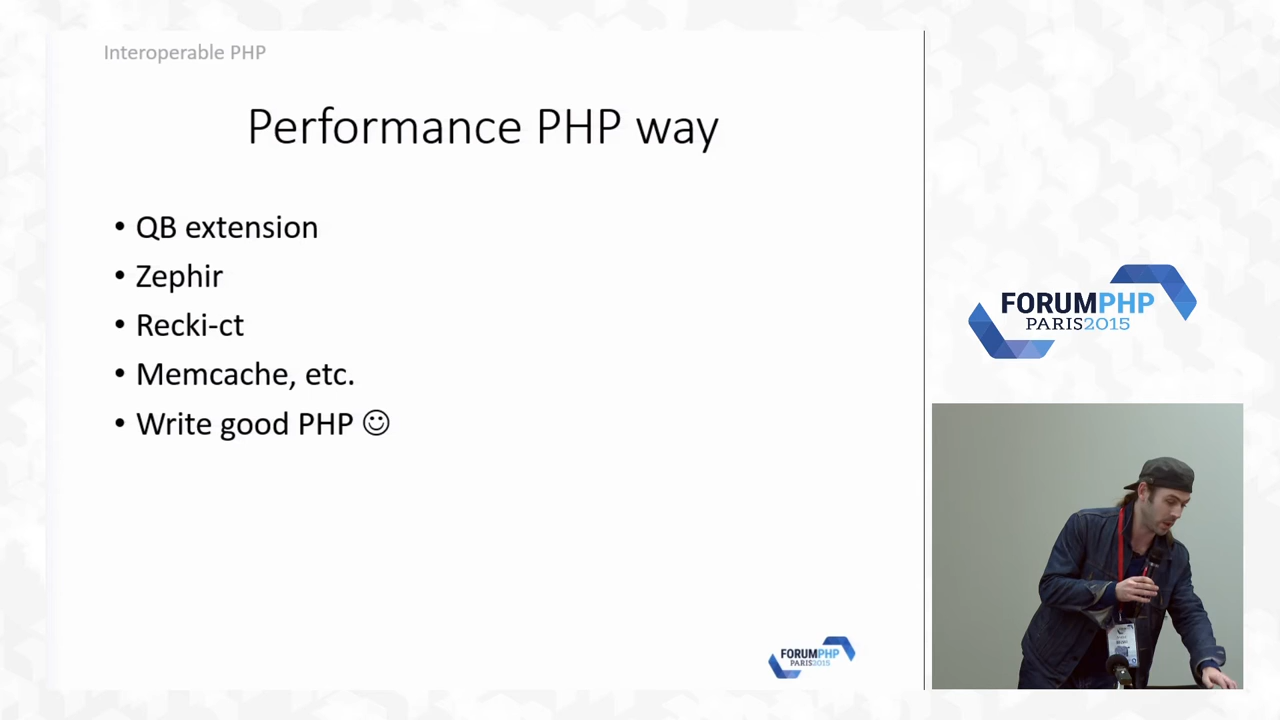 Interoperable PHP
Performance PHP way
• QB extension
• Zephir
• Recki-ct
• Memcache, etc.
• Write good PHP ☺
FORUMPHP
PARIS2015
FORUMPHP
PARIS2015